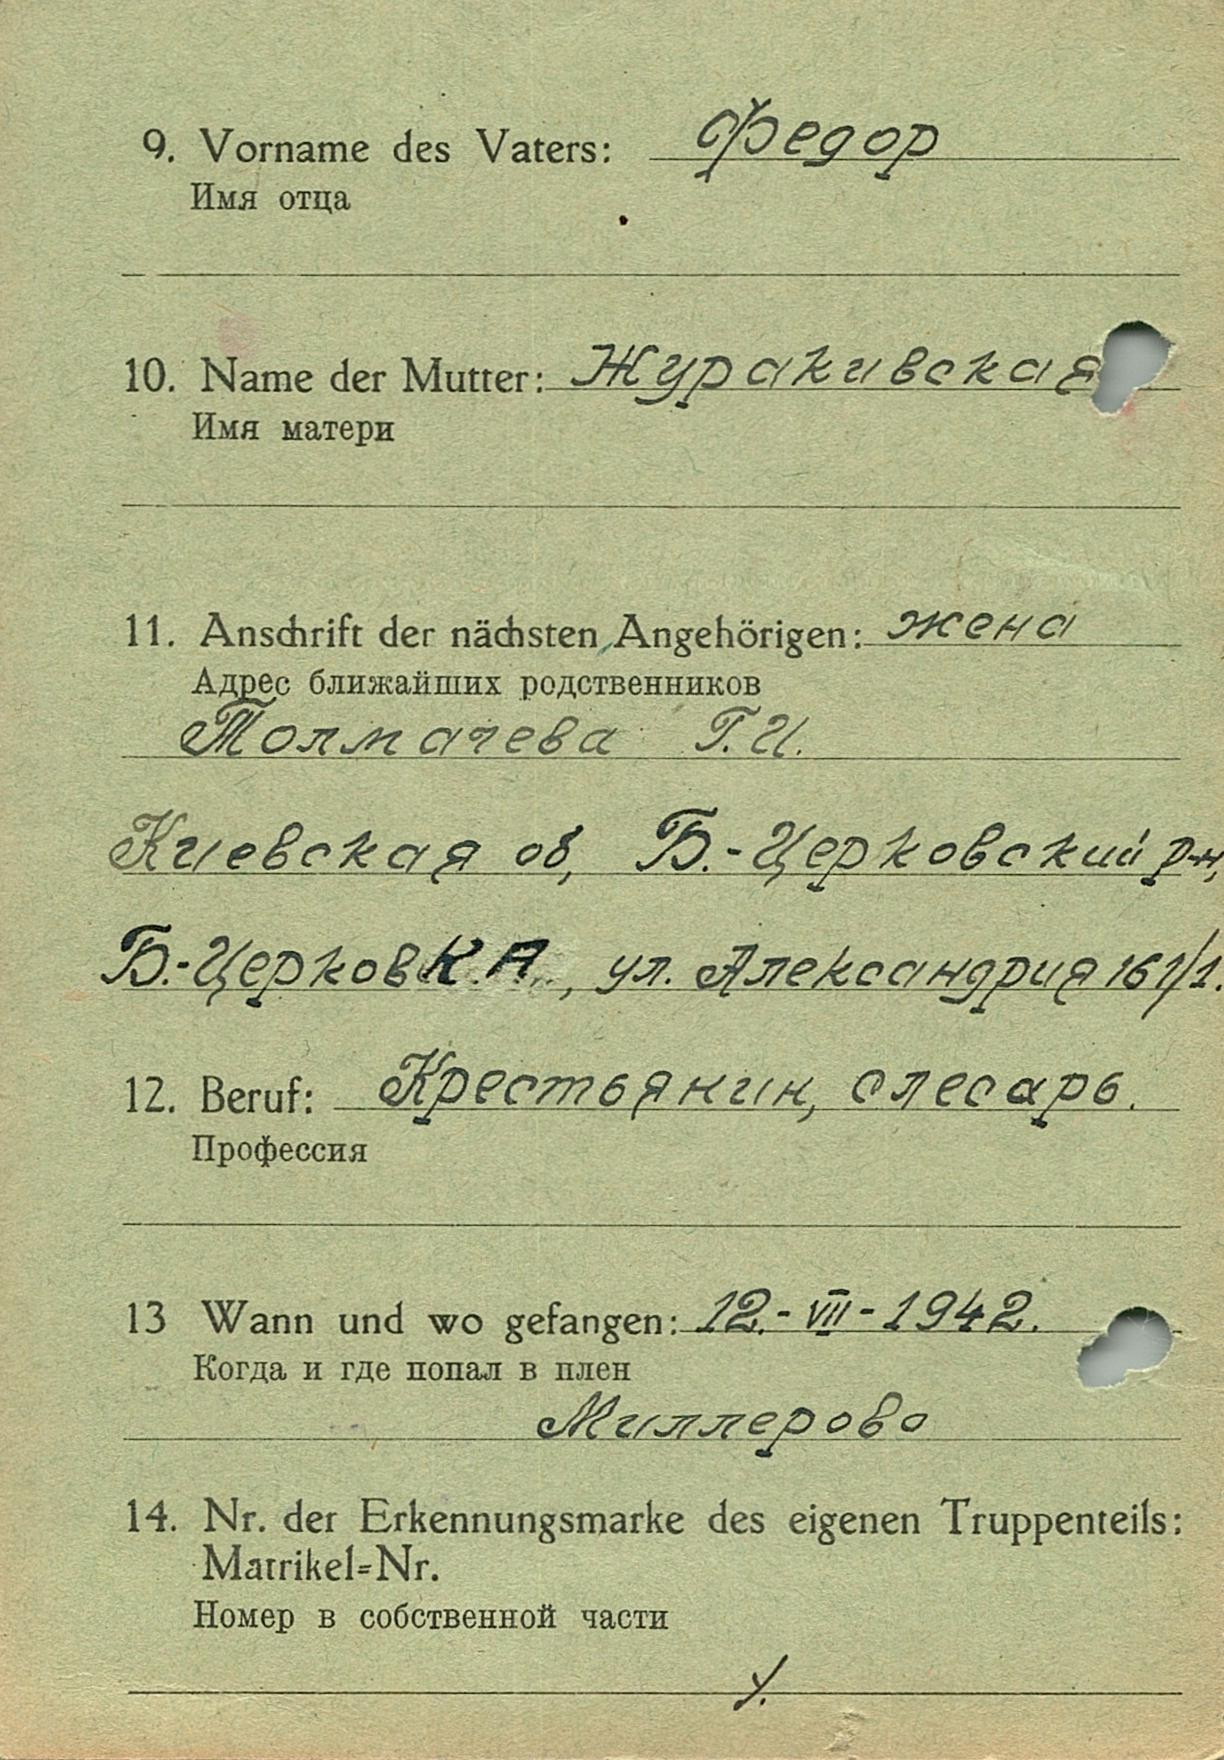 9. Vorname des Vaters: Федор
Имя отца
10. Name der Mutter: Журакивская
Имя матери
11. Anschrift der nächsten Angehörigen: жена
Адрес ближайших родственников
Толмачева Г.И.
Киевская об, Б.-Церковский р-н,
Б.-ЦерковКА., ул. Александрия 161/1.
12. Beruf: Крестьянин, слесарь.
Профессия
13 Wann und wo gefangen: 12.-VII-1942.
Когда и где попал в плен
Миллерово
14. Nr. der Erkennungsmarke des eigenen Truppenteils:
Matrikel=Nr.
Номер в собственной части